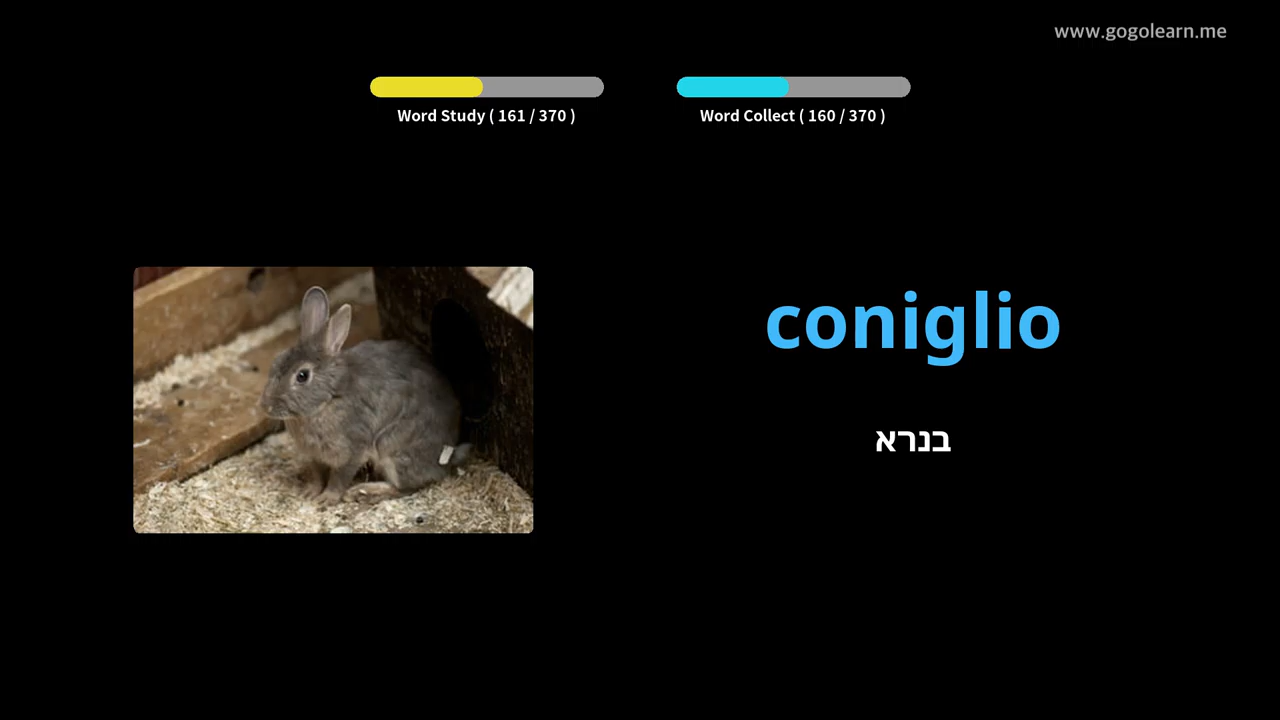 www.gogolearn.me
Word Study ( 161 / 370 )
Word Collect ( 160 / 370 )
coniglio
בנרא